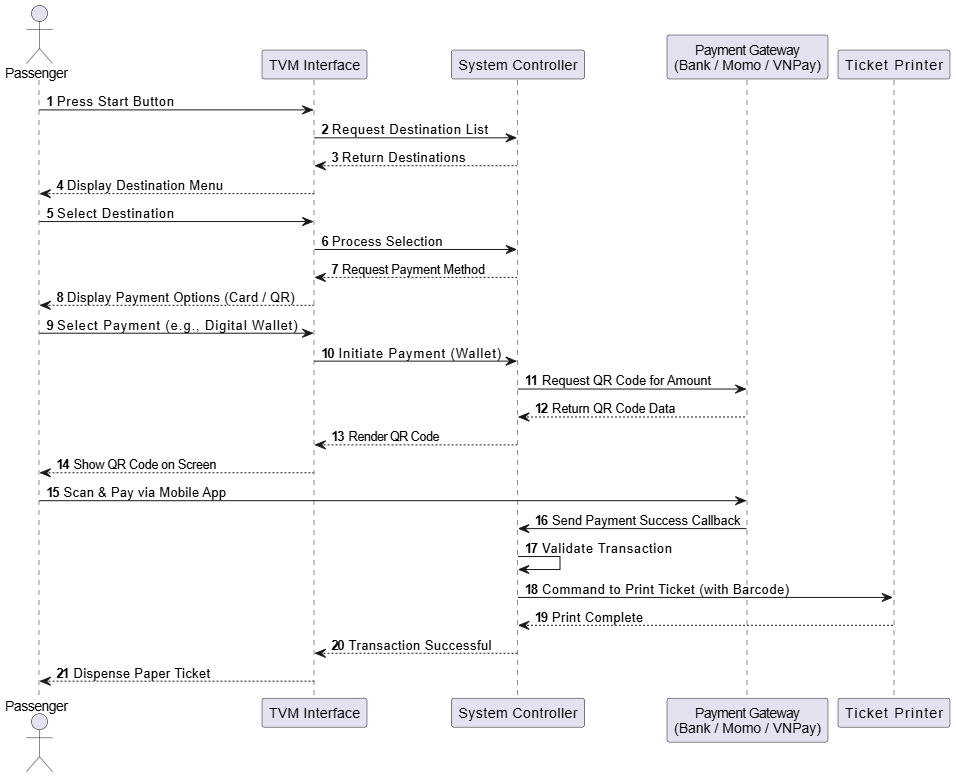 Passenger
TVM Interface
System Controller
Payment Gateway
(Bank / Momo / VNPay)
Ticket Printer
1 Press Start Button
2 Request Destination List
3 Return Destinations
4 Display Destination Menu
5 Select Destination
6 Process Selection
7 Request Payment Method
8 Display Payment Options (Card / QR)
9 Select Payment (e.g., Digital Wallet)
10 Initiate Payment (Wallet)
11 Request QR Code for Amount
12 Return QR Code Data
13 Render QR Code
14 Show QR Code on Screen
15 Scan & Pay via Mobile App
16 Send Payment Success Callback
17 Validate Transaction
18 Command to Print Ticket (with Barcode)
19 Print Complete
20 Transaction Successful
21 Dispense Paper Ticket
Passenger
TVM Interface
System Controller
Payment Gateway
(Bank / Momo / VNPay)
Ticket Printer